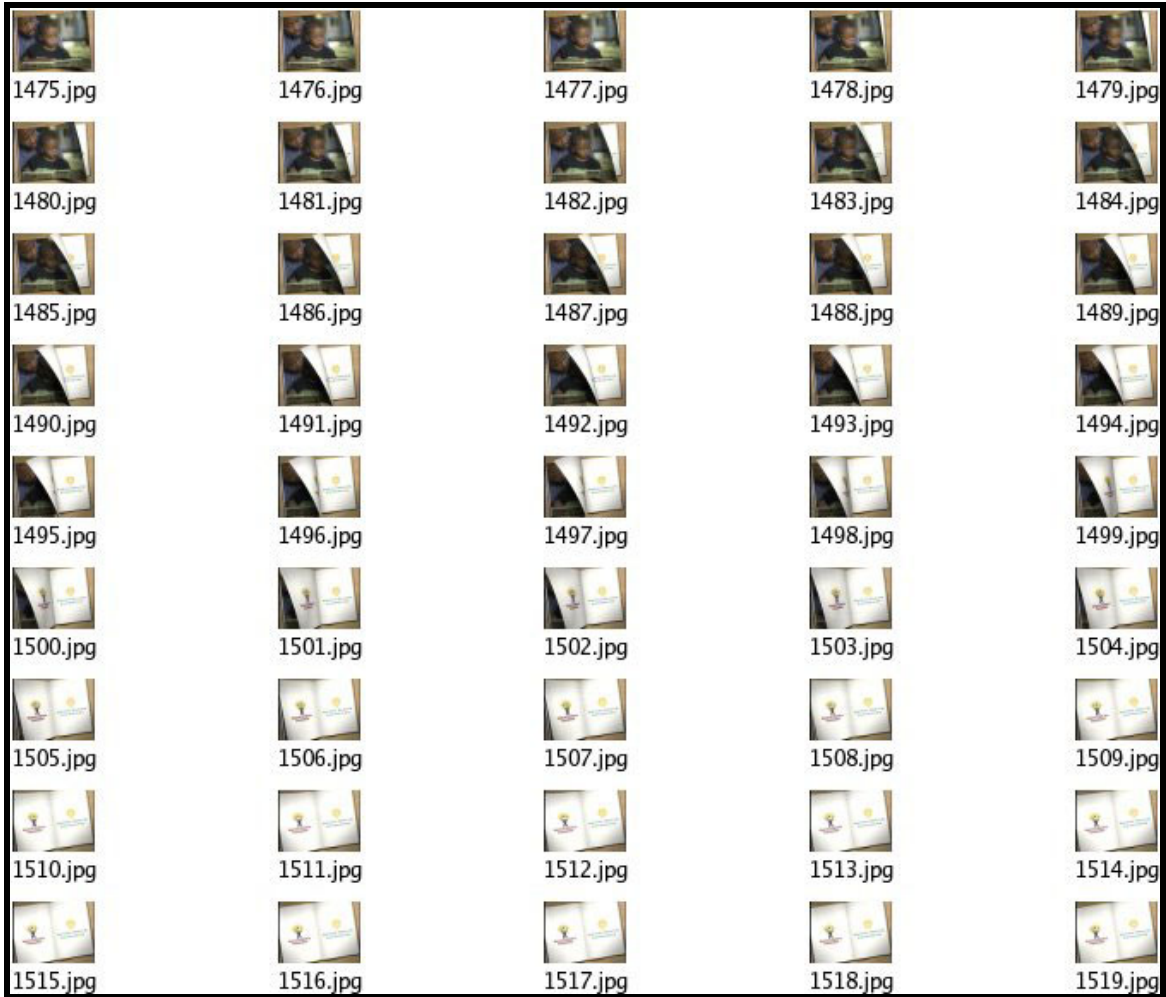 1475.jpg 1476.jpg 1477.jpg 1478.jpg 1479.jpg
1480.jpg 1481.jpg 1482.jpg 1483.jpg 1484.jpg
1485.jpg 1486.jpg 1487.jpg 1488.jpg 1489.jpg
1490.jpg 1491.jpg 1492.jpg 1493.jpg 1494.jpg
1495.jpg 1496.jpg 1497.jpg 1498.jpg 1499.jpg
1500.jpg 1501.jpg 1502.jpg 1503.jpg 1504.jpg
1505.jpg 1506.jpg 1507.jpg 1508.jpg 1509.jpg
1510.jpg 1511.jpg 1512.jpg 1513.jpg 1514.jpg
1515.jpg 1516.jpg 1517.jpg 1518.jpg 1519.jpg